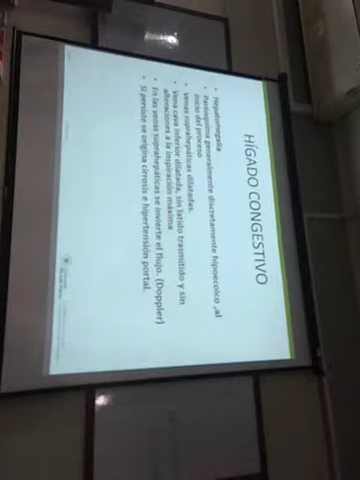 HÍGADO CONGESTIVO
• Hepatomegalia
• Parénquima generalmente discretamente hipoecoico ,al
inicio del proceso
• Venas suprahepáticas dilatadas.
• Vena cava inferior dilatada, sin latido trasmitido y sin
alteraciones a la inspiración máxima
• En las venas suprahepáticas se invierte el flujo. (Doppler)
• Si persiste se origina cirrosis e hipertensión portal.